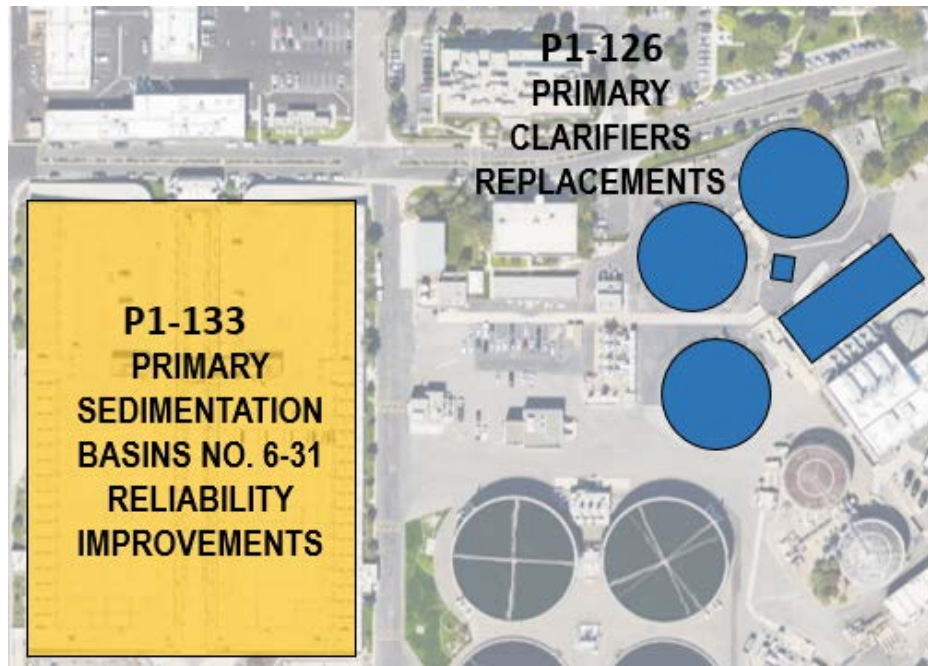 P1-126
PRIMARY
CLARIFIERS
REPLACEMENTS
P1-133
PRIMARY
SEDIMENTATION
BASINS NO. 6-31
RELIABILITY
IMPROVEMENTS